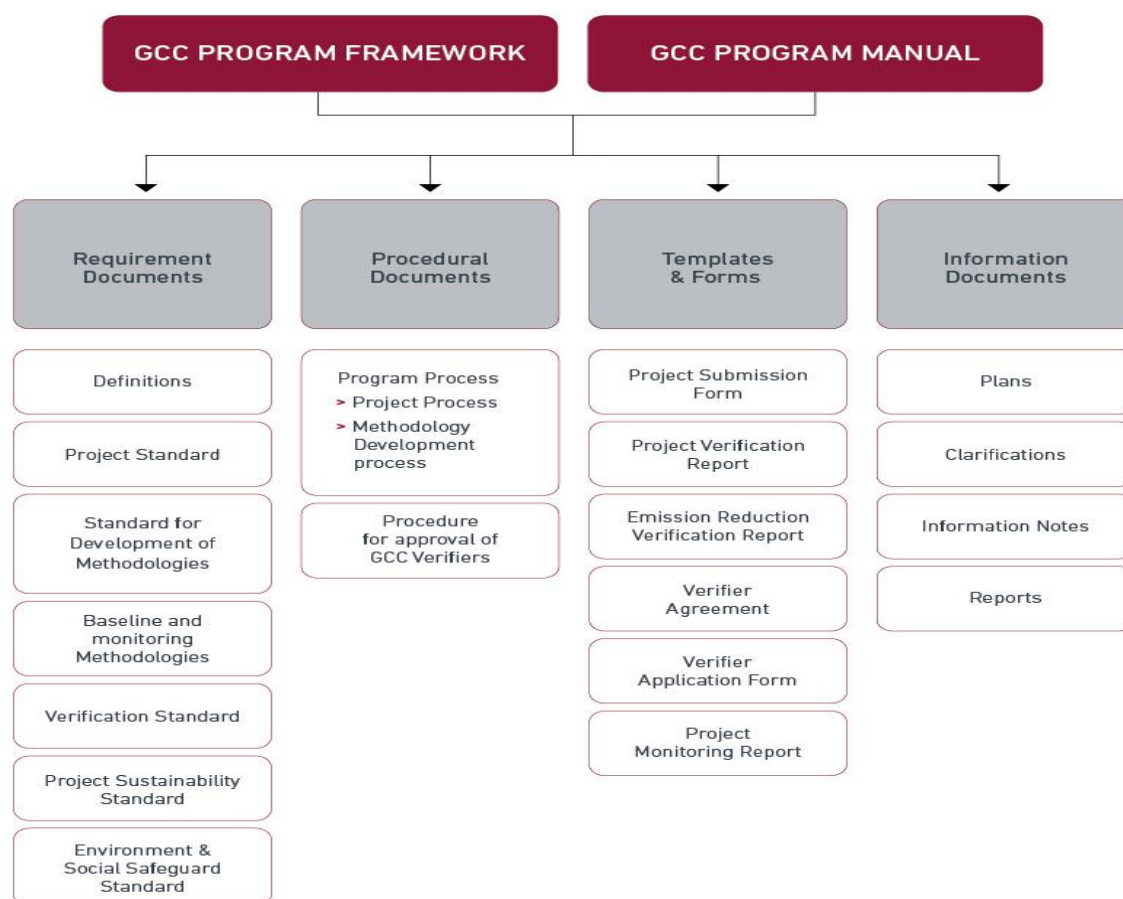 GCC PROGRAM FRAMEWORK
GCC PROGRAM MANUAL
Requirement
Documents
Definitions
Project Standard
Standard for
Development of
Methodologies
Baseline and
monitoring
Methodologies
Verification Standard
Project Sustainability
Standard
Environment &
Social Safeguard
Standard
Procedural
Documents
Program Process
> Project Process
> Methodology
Development
process
Procedure
for approval of
GCC Verifiers
Templates
& Forms
Project Submission
Form
Project Verification
Report
Emission Reduction
Verification Report
Verifier
Agreement
Verifier
Application Form
Project
Monitoring Report
Information
Documents
Plans
Clarifications
Information Notes
Reports